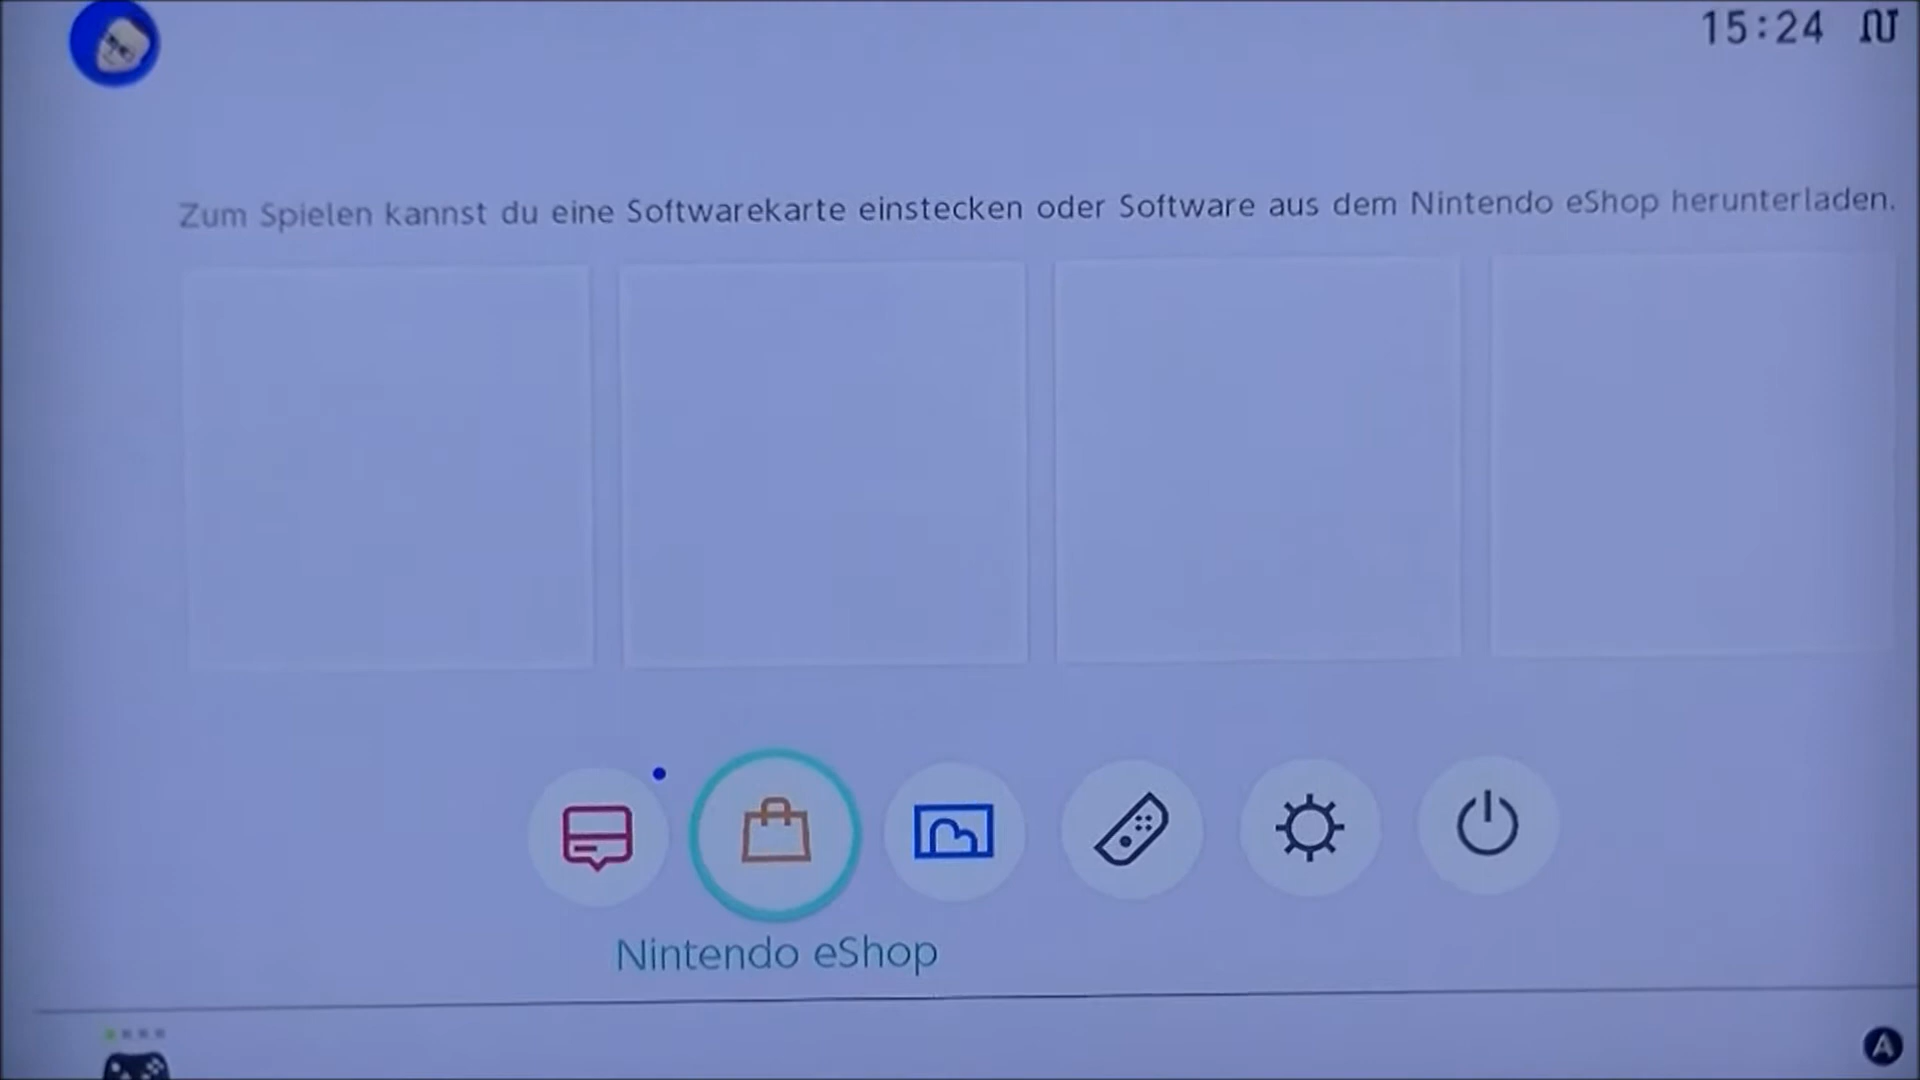 15:24
Zum Spielen kannst du eine Softwarekarte einstecken oder Software aus dem Nintendo eShop herunterladen.
Nintendo eShop
A